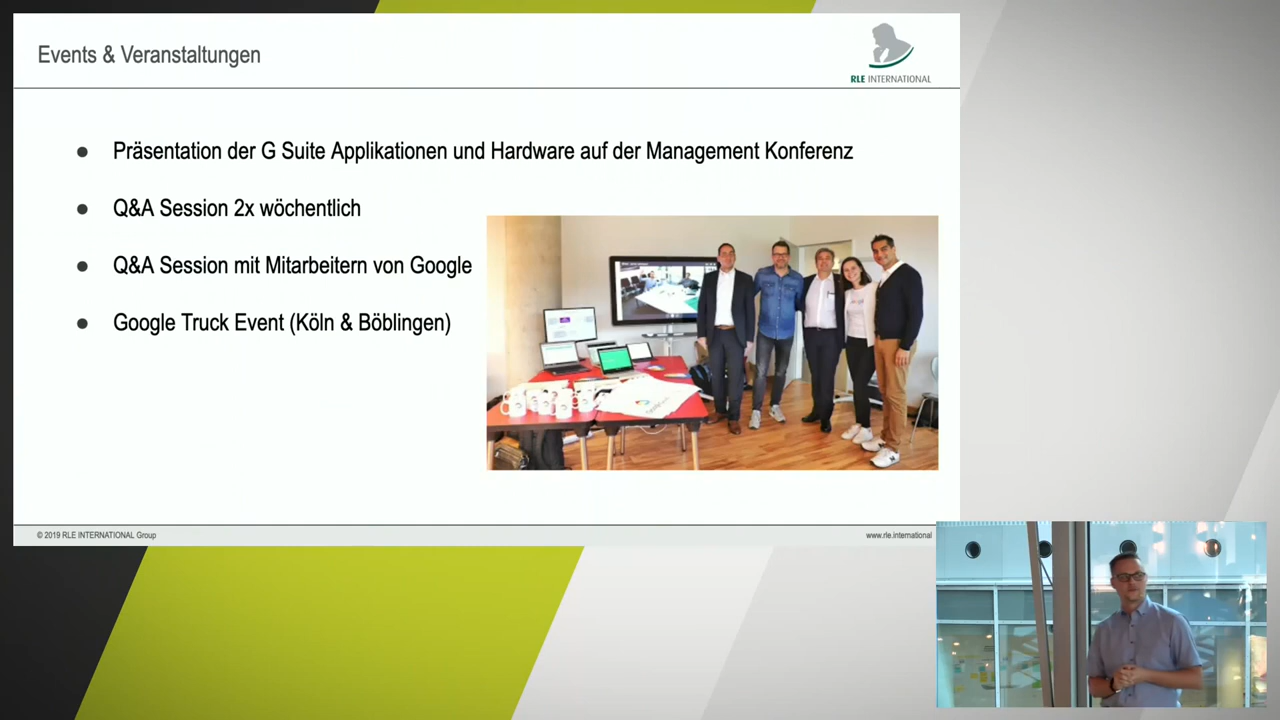 Events & Veranstaltungen
RLE INTERNATIONAL
● Präsentation der G Suite Applikationen und Hardware auf der Management Konferenz
● Q&A Session 2x wöchentlich
● Q&A Session mit Mitarbeitern von Google
● Google Truck Event (Köln & Böblingen)
© 2019 RLE INTERNATIONAL Group
www.rle.international